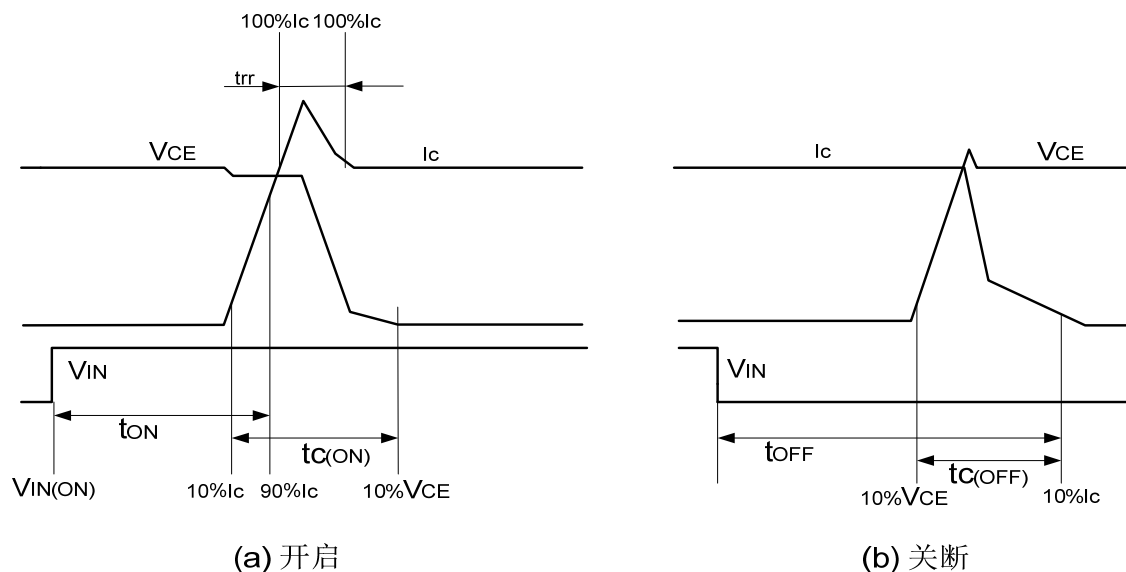 100%Ic 100%Ic
trr
VCE
Ic
VIN
tON
tC(ON)
VIN(ON)
10%Ic
90%Ic
10%VCE
(a) 开启
Ic
VCE
VIN
tOFF
tC(OFF)
10%VCE
10%Ic
(b) 关断